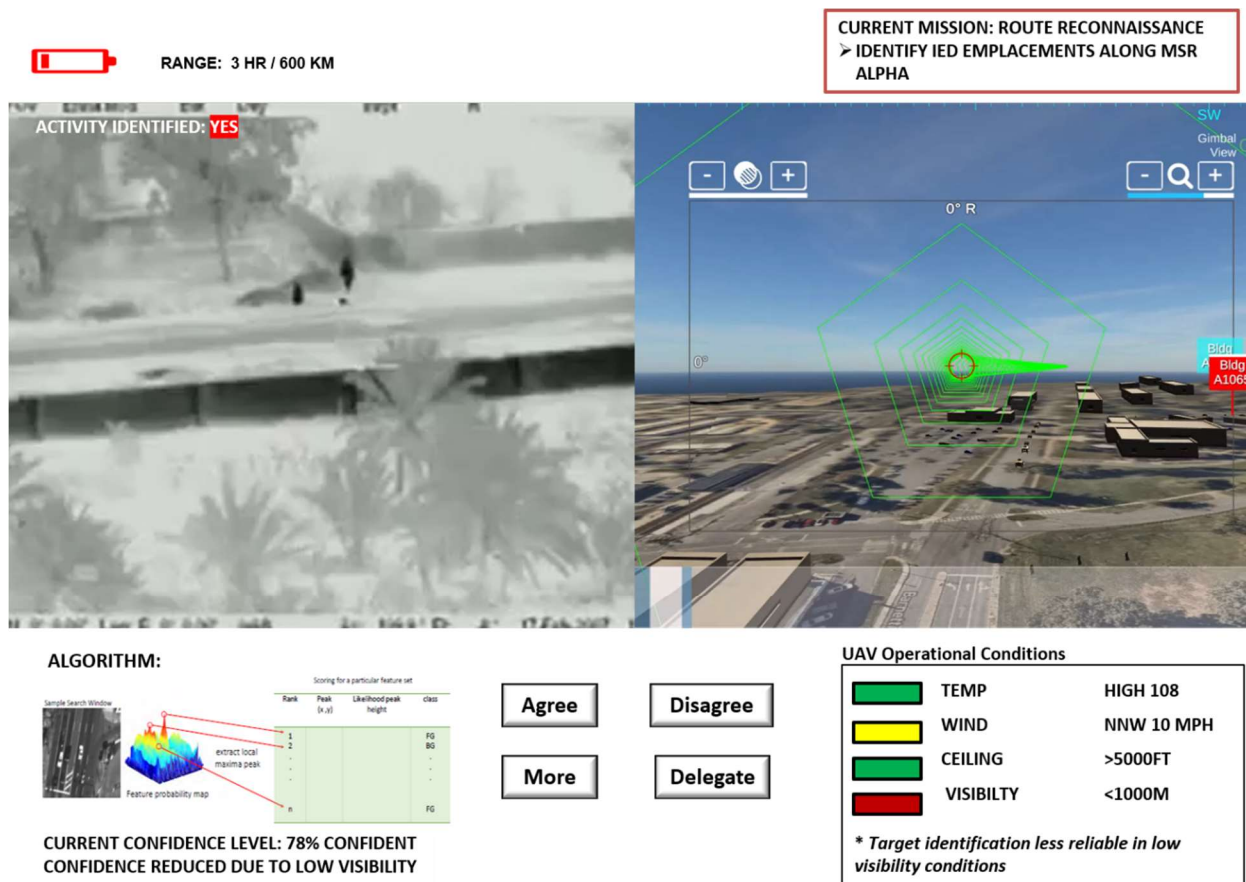 CURRENT MISSION: ROUTE RECONNAISSANCE
➢ IDENTIFY IED EMPLACEMENTS ALONG MSR
ALPHA
RANGE: 3 HR / 600 KM
ACTIVITY IDENTIFIED: YES
SW
Gimbal
View
- +
- +
0° R
0°
Bldg
A
Bldg
A1065
ALGORITHM:
Sample Search Window
Feature probability map
extract local
maxima peak
Scoring for a particular feature set
Rank Peak Likelihood peak class
(x ,y) height
1 FG
2 BG
n FG
CURRENT CONFIDENCE LEVEL: 78% CONFIDENT
CONFIDENCE REDUCED DUE TO LOW VISIBILITY
Agree
Disagree
More
Delegate
UAV Operational Conditions
TEMP HIGH 108
WIND NNW 10 MPH
CEILING >5000FT
VISIBILTY <1000M
* Target identification less reliable in low
visibility conditions